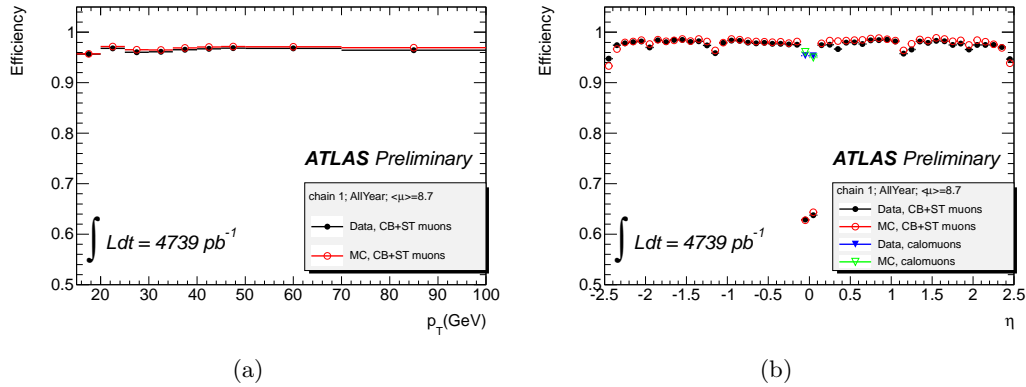 Efficiency
1
0.9
0.8
0.7
0.6
0.5
ATLAS Preliminary
chain 1; AllYear; <μ>=8.7
Data, CB+ST muons
MC, CB+ST muons
∫ Ldt = 4739 pb⁻¹
20 30 40 50 60 70 80 90 100
p_T(GeV)
(a)
Efficiency
1
0.9
0.8
0.7
0.6
0.5
ATLAS Preliminary
chain 1; AllYear; <μ>=8.7
Data, CB+ST muons
MC, CB+ST muons
Data, calomuons
MC, calomuons
∫ Ldt = 4739 pb⁻¹
-2.5 -2 -1.5 -1 -0.5 0 0.5 1 1.5 2 2.5
η
(b)